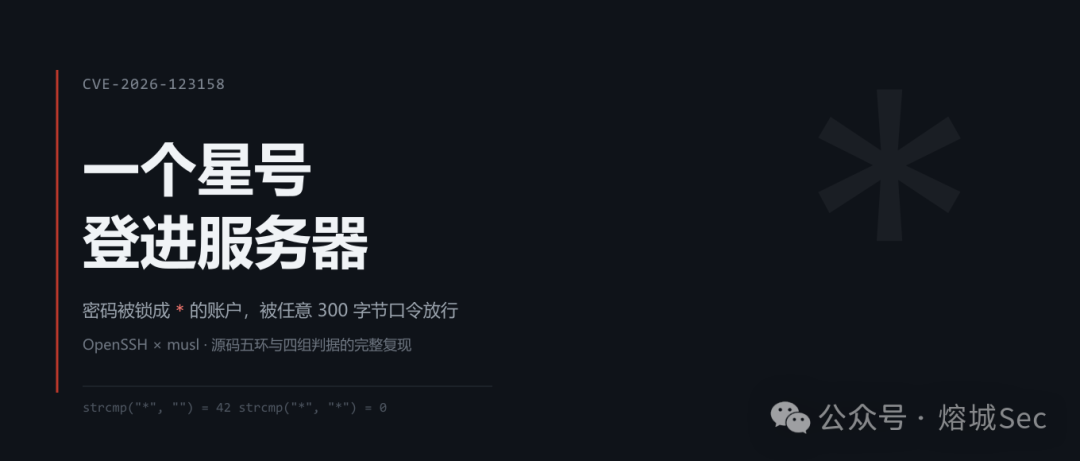 CVE-2026-123158
一个星号
登进服务器
密码被锁成 * 的账户，被任意 300 字节口令放行
OpenSSH × musl · 源码五环与四组判据的完整复现
strcmp("*", "") = 42 strcmp("*", "*") = 0
公众号 · 熔城Sec